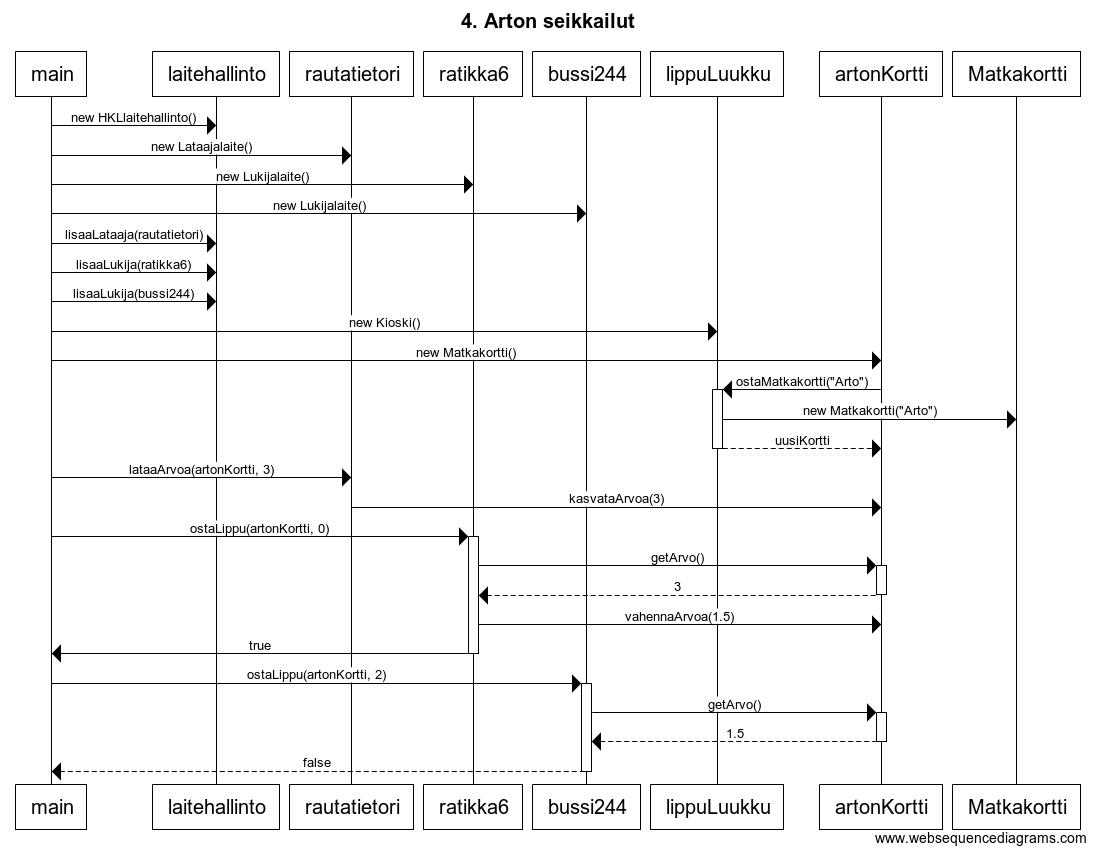 4. Arton seikkailut
main laitehallinto rautatietori ratikka6 bussi244 lippuLuukku artonKortti Matkakortti
new HKLlaitehallinto()
new Lataajalaite()
new Lukijalaite()
new Lukijalaite()
lisaaLataaja(rautatietori)
lisaaLukija(ratikka6)
lisaaLukija(bussi244)
new Kioski()
new Matkakortti()
ostaMatkakortti("Arto")
new Matkakortti("Arto")
uusiKortti
lataaArvoa(artonKortti, 3)
kasvataArvoa(3)
ostaLippu(artonKortti, 0)
getArvo()
3
vahennaArvoa(1.5)
true
ostaLippu(artonKortti, 2)
getArvo()
1.5
false
main laitehallinto rautatietori ratikka6 bussi244 lippuLuukku artonKortti Matkakortti
www.websequencediagrams.com